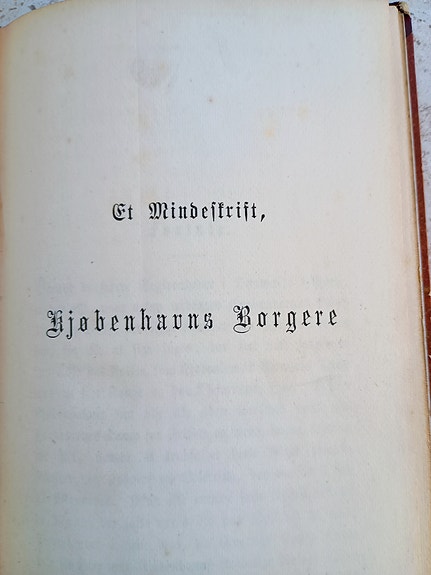 Et Mindeskrift,
Kjøbenhavns Borgere